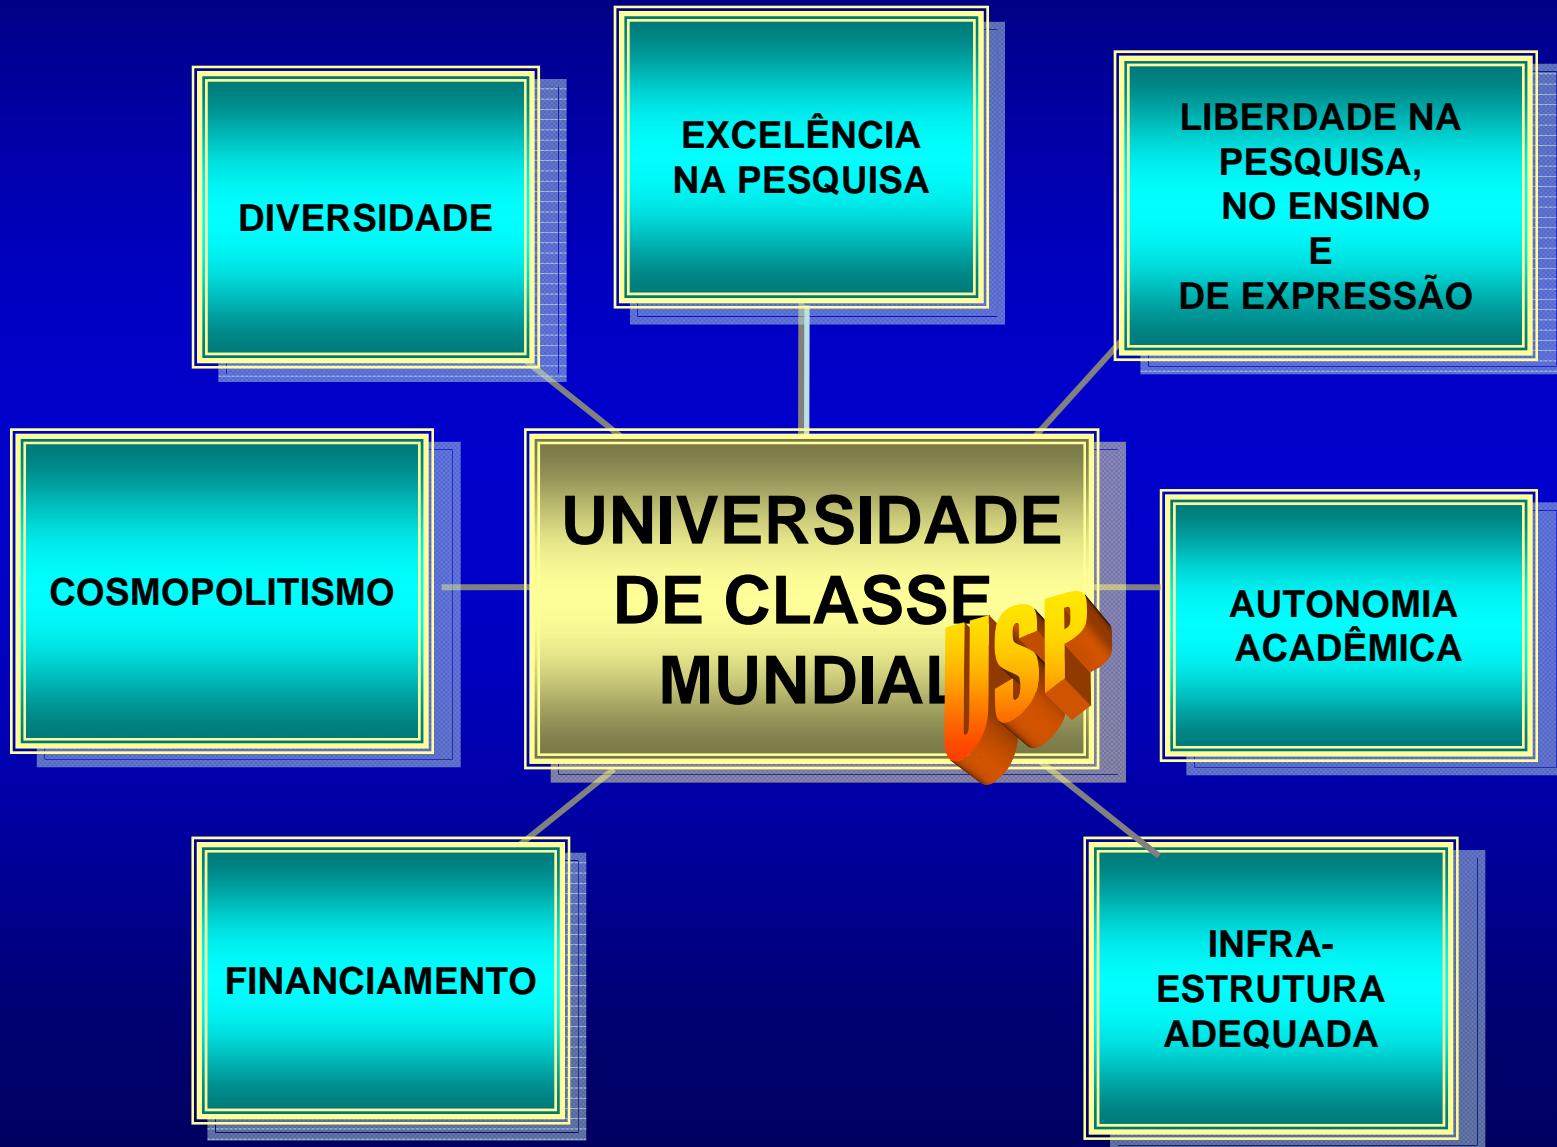 DIVERSIDADE
EXCELÊNCIA
NA PESQUISA
LIBERDADE NA
PESQUISA,
NO ENSINO
E
DE EXPRESSÃO
COSMOPOLITISMO
UNIVERSIDADE
DE CLASSE
MUNDIAL
USP
AUTONOMIA
ACADÊMICA
FINANCIAMENTO
INFRA-
ESTRUTURA
ADEQUADA